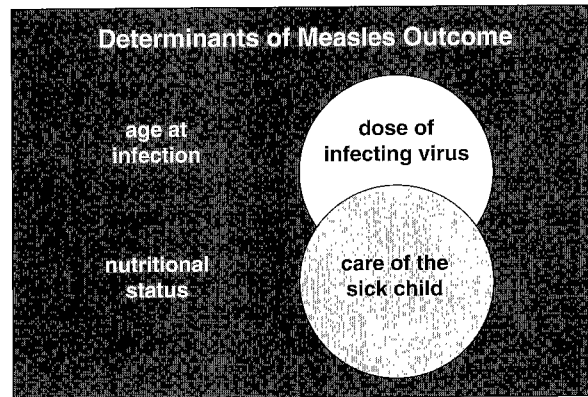 Determinants of Measles Outcome
age at
infection
dose of
infecting virus
nutritional
status
care of the
sick child